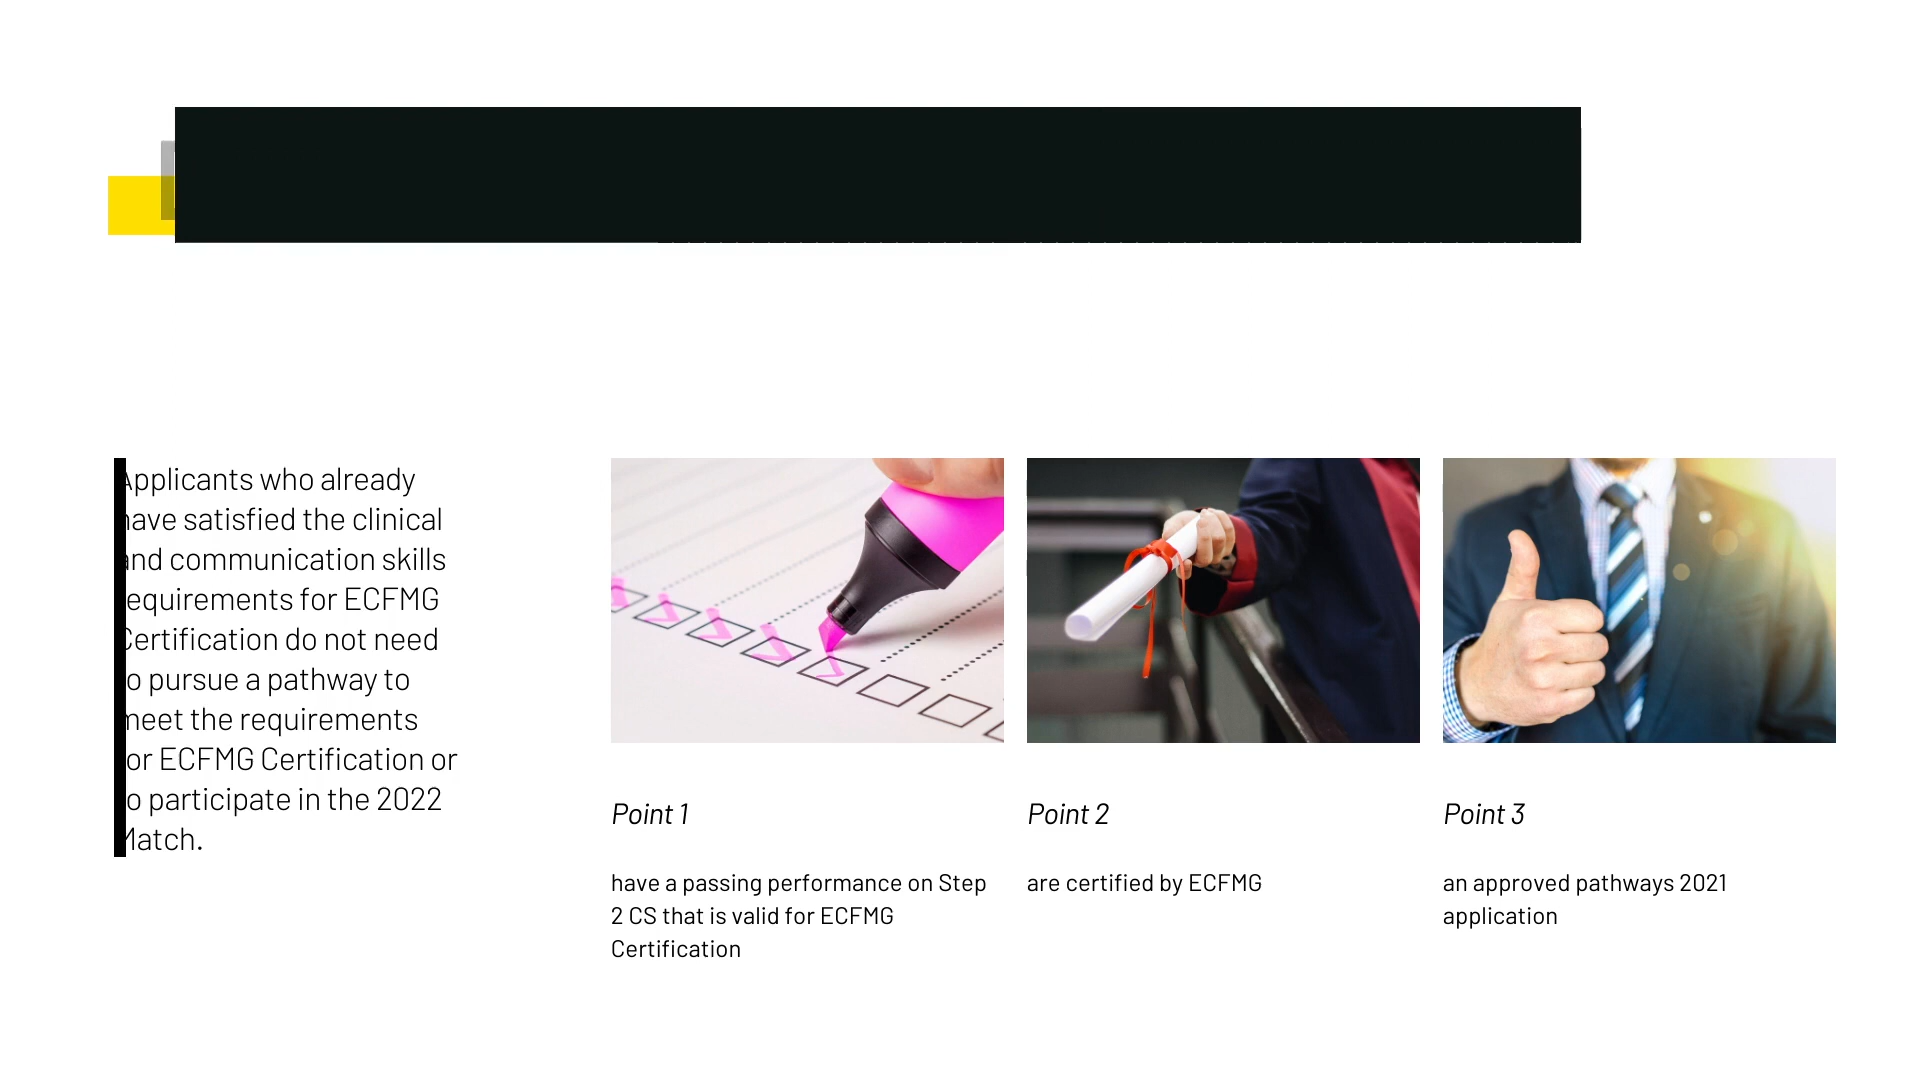 Applicants who already
have satisfied the clinical
and communication skills
requirements for ECFMG
Certification do not need
to pursue a pathway to
meet the requirements
for ECFMG Certification or
to participate in the 2022
Match.
Point 1
have a passing performance on Step
2 CS that is valid for ECFMG
Certification
Point 2
are certified by ECFMG
Point 3
an approved pathways 2021
application